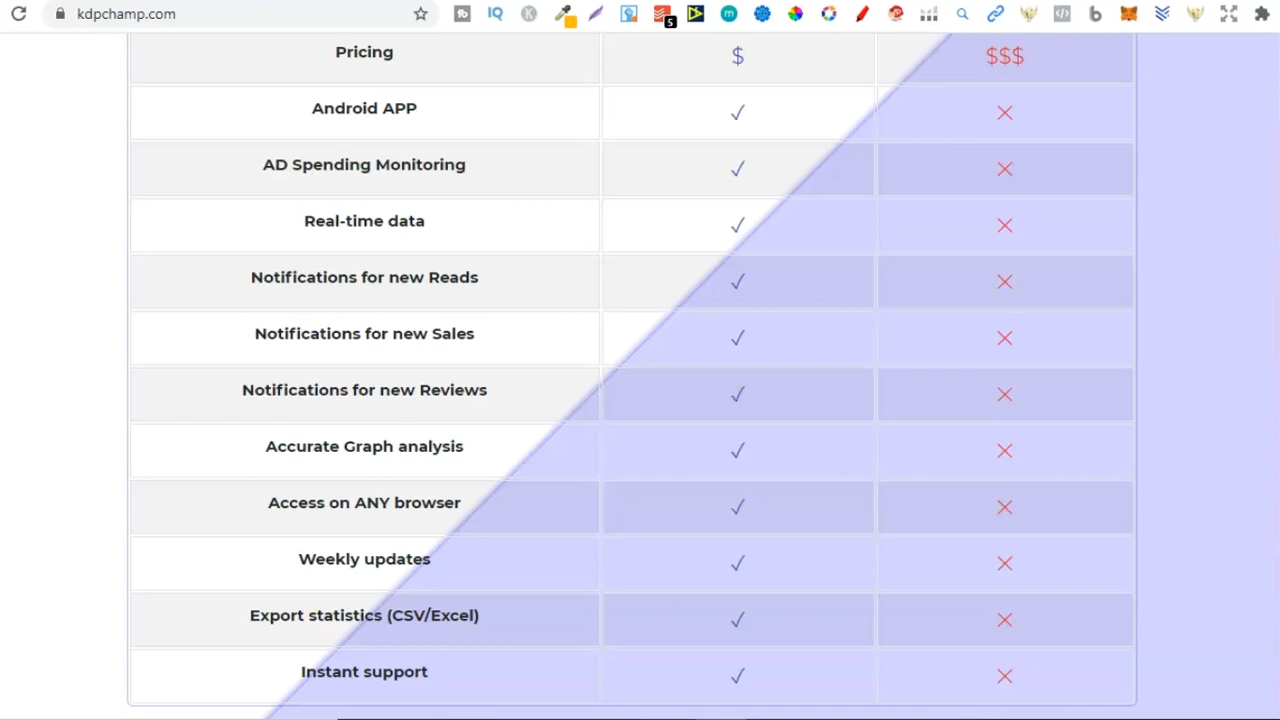 kdpchamp.com
5
Pricing $ $$$
Android APP ✓ ✕
AD Spending Monitoring ✓ ✕
Real-time data ✓ ✕
Notifications for new Reads ✓ ✕
Notifications for new Sales ✓ ✕
Notifications for new Reviews ✓ ✕
Accurate Graph analysis ✓ ✕
Access on ANY browser ✓ ✕
Weekly updates ✓ ✕
Export statistics (CSV/Excel) ✓ ✕
Instant support ✓ ✕